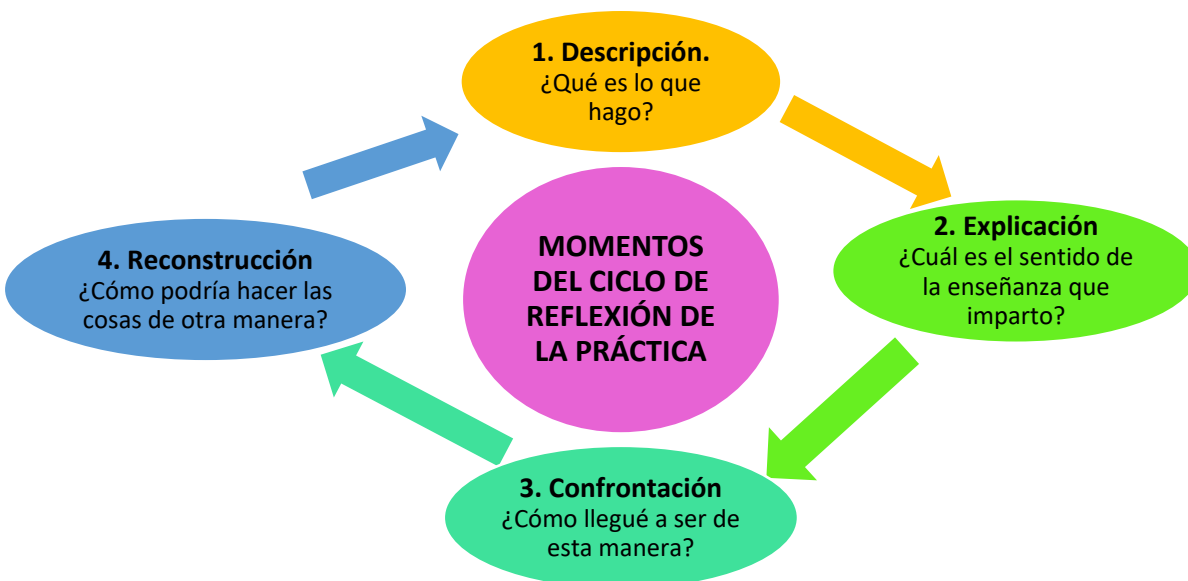 1. Descripción.
¿Qué es lo que
hago?
2. Explicación
¿Cuál es el sentido de
la enseñanza que
imparto?
MOMENTOS
DEL CICLO DE
REFLEXIÓN DE
LA PRÁCTICA
4. Reconstrucción
¿Cómo podría hacer las
cosas de otra manera?
3. Confrontación
¿Cómo llegué a ser de
esta manera?